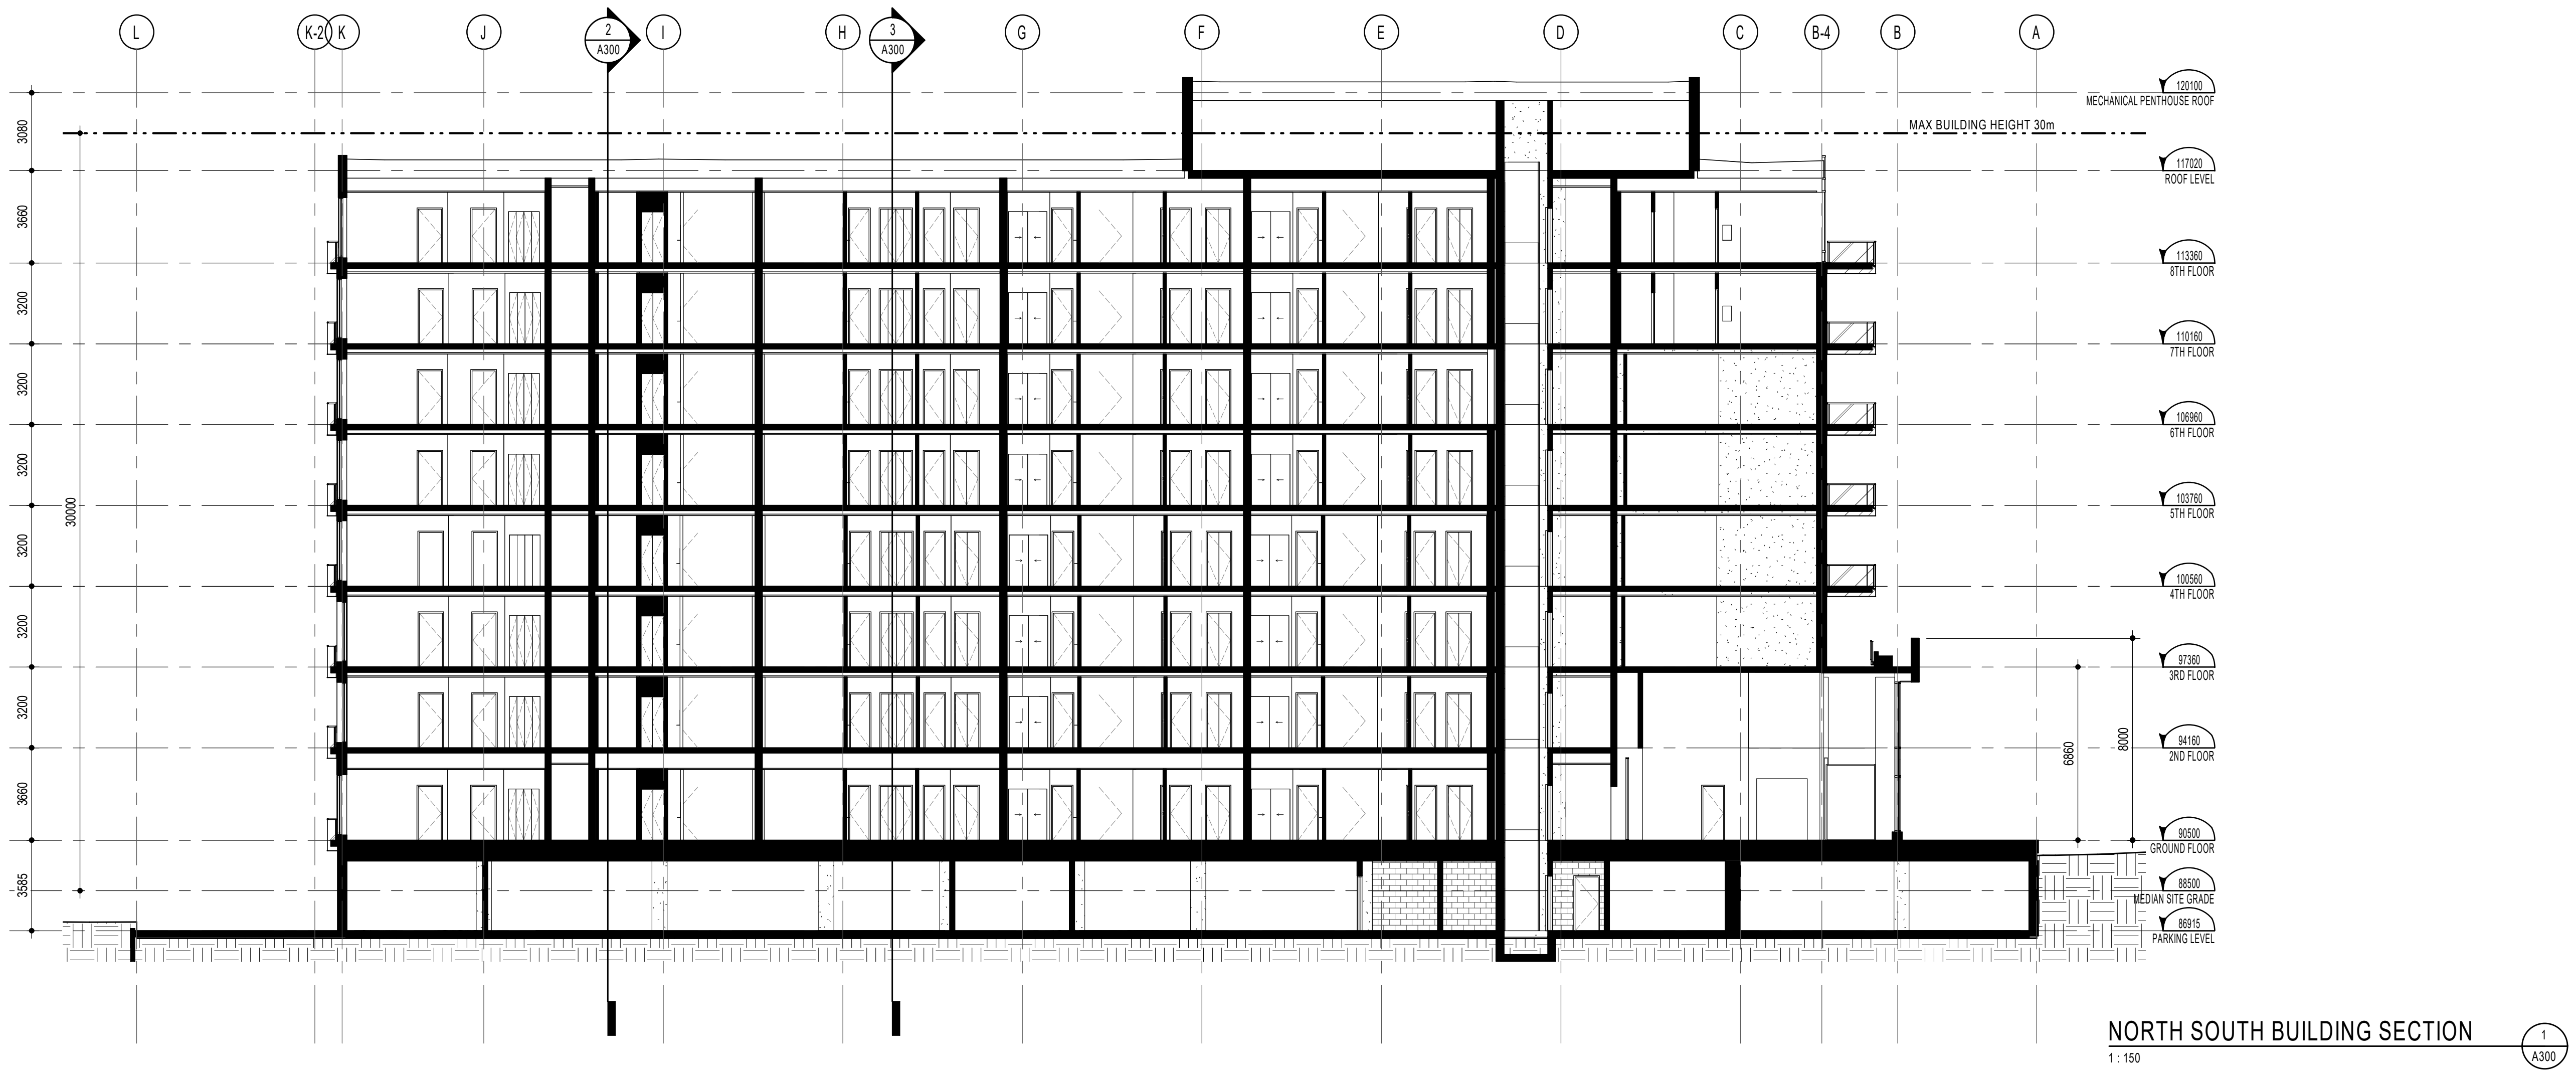 L K-2 K J 2 I H 3 G F E D C B-4 B A
A300 A300
120100
MECHANICAL PENTHOUSE ROOF
3080
MAX BUILDING HEIGHT 30m
117020
ROOF LEVEL
3660
113360
8TH FLOOR
3200
110160
7TH FLOOR
3200
106960
6TH FLOOR
3200
103760
5TH FLOOR
30000
3200
100560
4TH FLOOR
3200
97360
3RD FLOOR
3200
94160
2ND FLOOR
6860
8000
3660
90500
GROUND FLOOR
3585
88500
MEDIAN SITE GRADE
86915
PARKING LEVEL
NORTH SOUTH BUILDING SECTION
1 : 150
1
A300